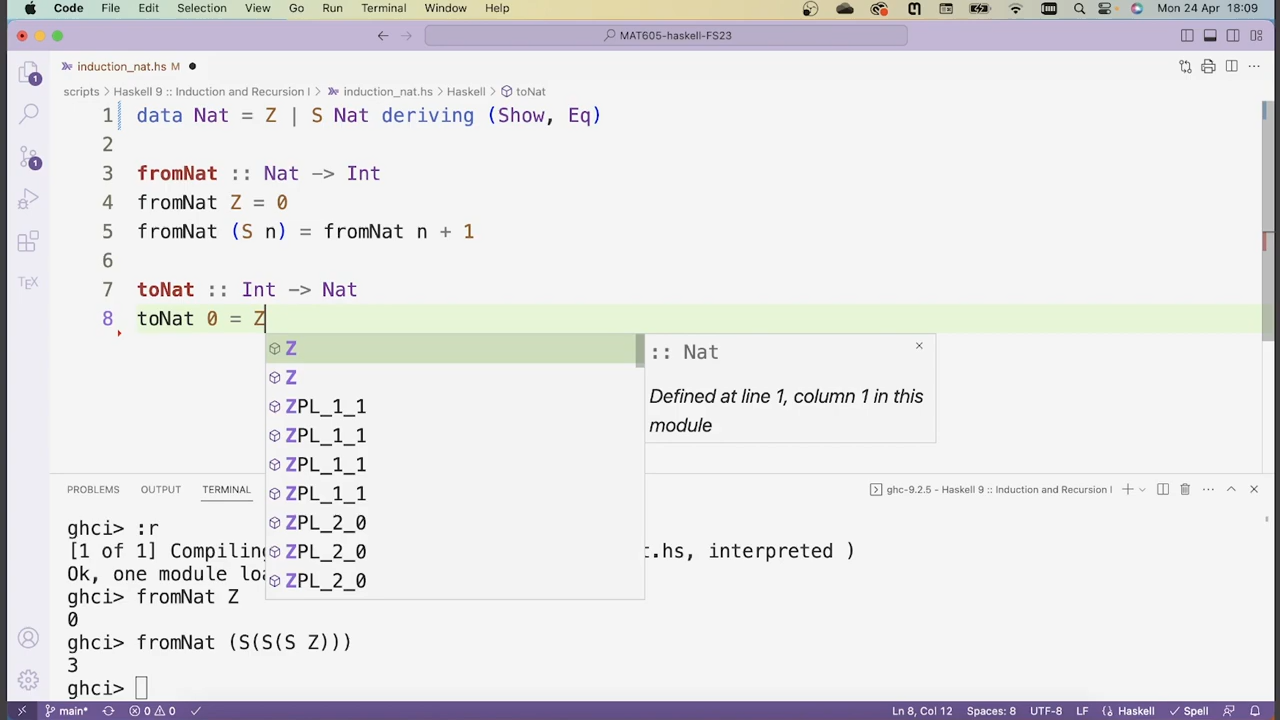 Code File Edit Selection View Go Run Terminal Window Help Mon 24 Apr 18:09
MAT605-haskell-FS23
induction_nat.hs M
scripts > Haskell 9 :: Induction and Recursion I > induction_nat.hs > Haskell > toNat
1 data Nat = Z | S Nat deriving (Show, Eq)
2
3 fromNat :: Nat -> Int
4 fromNat Z = 0
5 fromNat (S n) = fromNat n + 1
6
7 toNat :: Int -> Nat
8 toNat 0 = Z
Z
Z
ZPL_1_1
ZPL_1_1
ZPL_1_1
ZPL_1_1
ZPL_2_0
ZPL_2_0
ZPL_2_0
:: Nat
Defined at line 1, column 1 in this
module
1
1
TEX
PROBLEMS OUTPUT TERMINAL ghc-9.2.5 - Haskell 9 :: Induction and Recursion I
ghci> :r
[1 of 1] Compiling t.hs, interpreted )
Ok, one module loa
ghci> fromNat Z
0
ghci> fromNat (S(S(S Z)))
3
ghci>
main* 0 0 Ln 8, Col 12 Spaces: 8 UTF-8 LF Haskell Spell